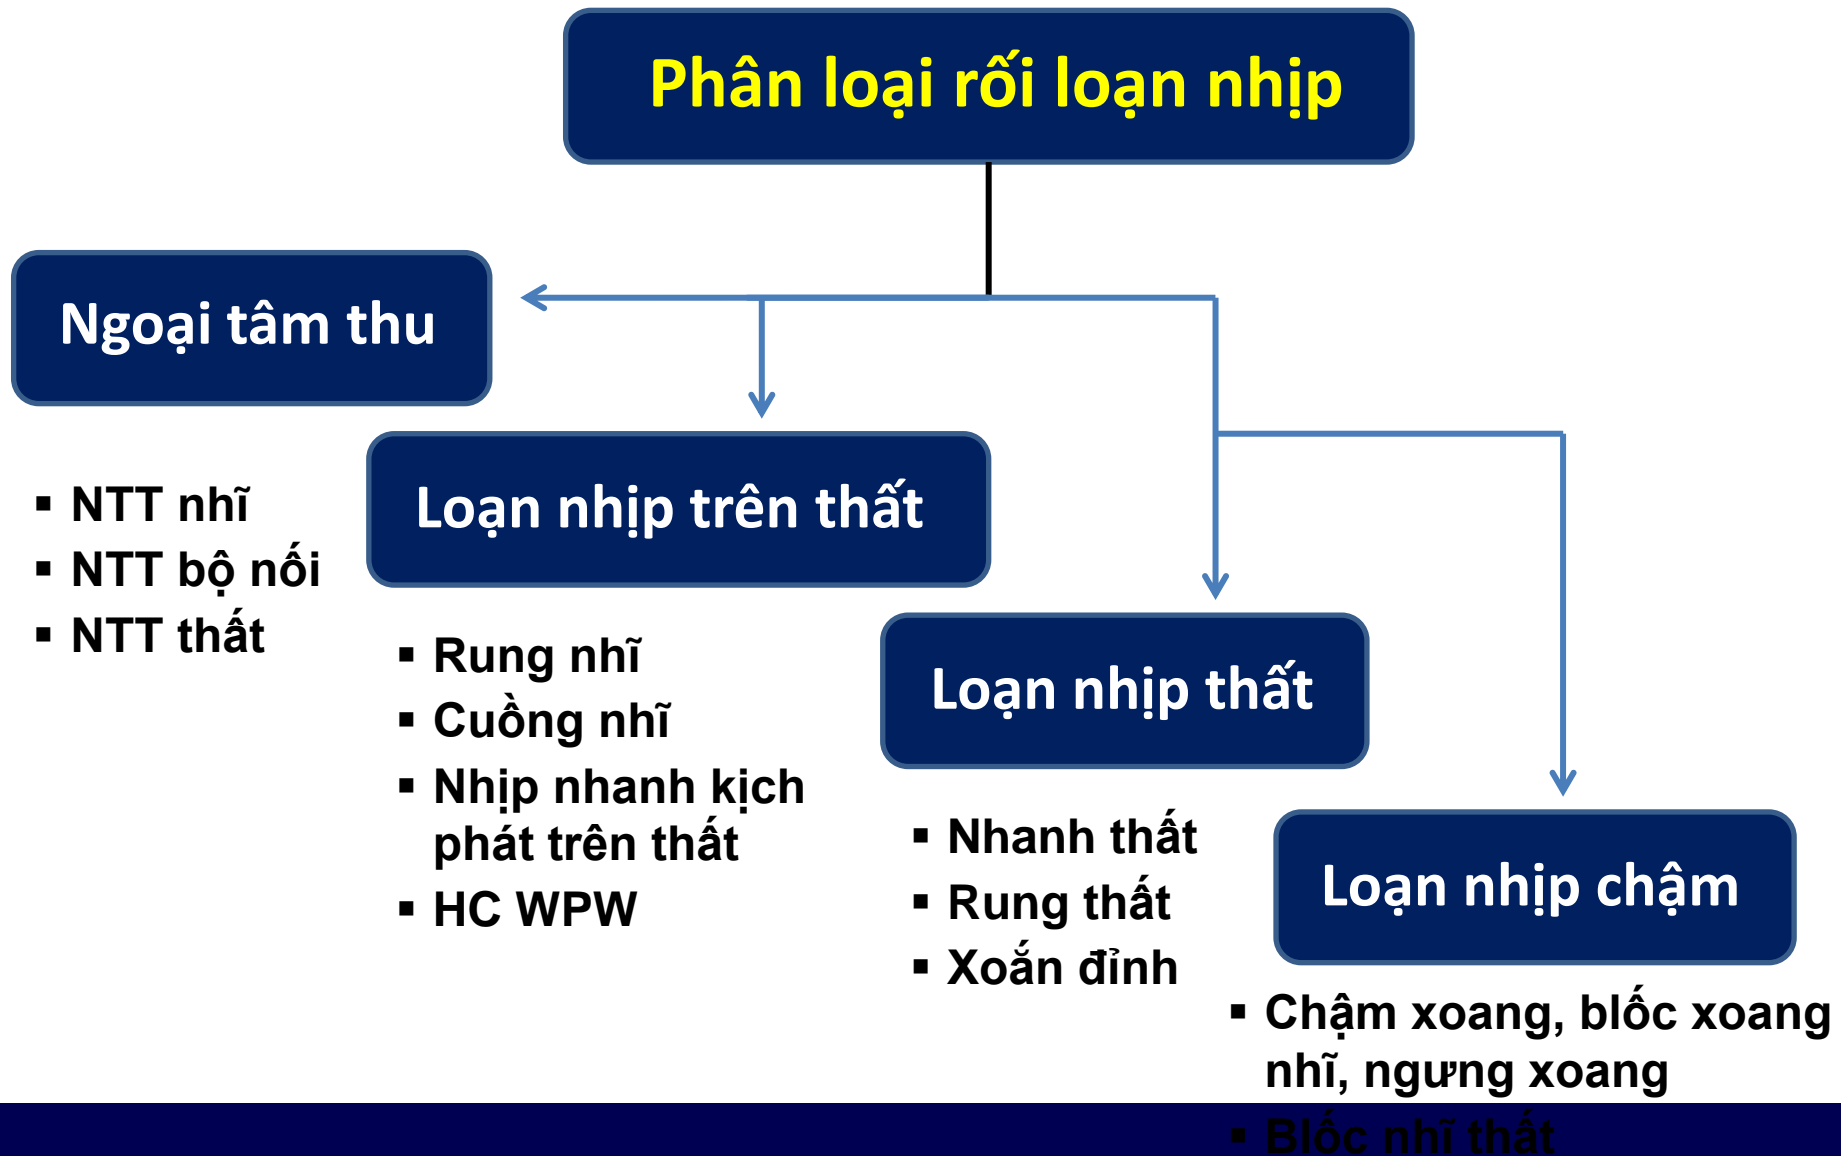 Phân loại rối loạn nhịp
Ngoại tâm thu
▪ NTT nhĩ
▪ NTT bộ nối
▪ NTT thất
Loạn nhịp trên thất
▪ Rung nhĩ
▪ Cuồng nhĩ
▪ Nhịp nhanh kịch
phát trên thất
▪ HC WPW
Loạn nhịp thất
▪ Nhanh thất
▪ Rung thất
▪ Xoắn đỉnh
Loạn nhịp chậm
▪ Chậm xoang, blốc xoang
nhĩ, ngưng xoang
▪ Blốc nhĩ thất